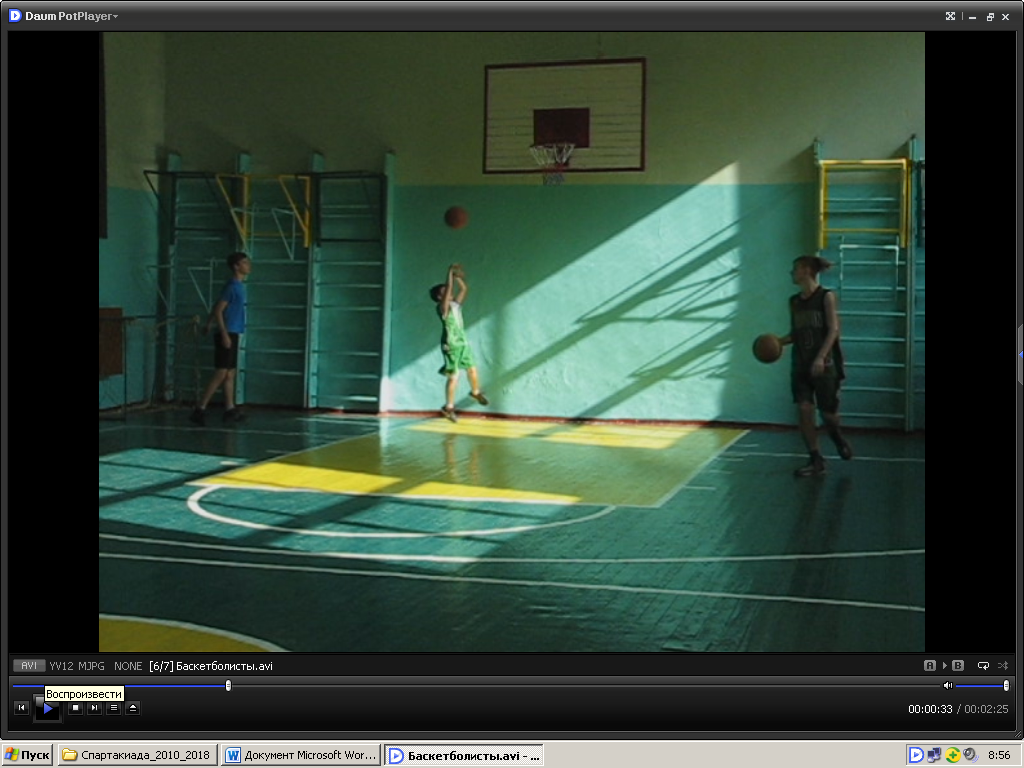 Daum PotPlayer
AVI YV12 MJPG NONE [6/7] Баскетболисты.avi
A B
Воспроизвести
00:00:33 / 00:02:25
Пуск Спартакиада_2010_2018 Документ Microsoft Wor... Баскетболисты.avi - ... 8:56